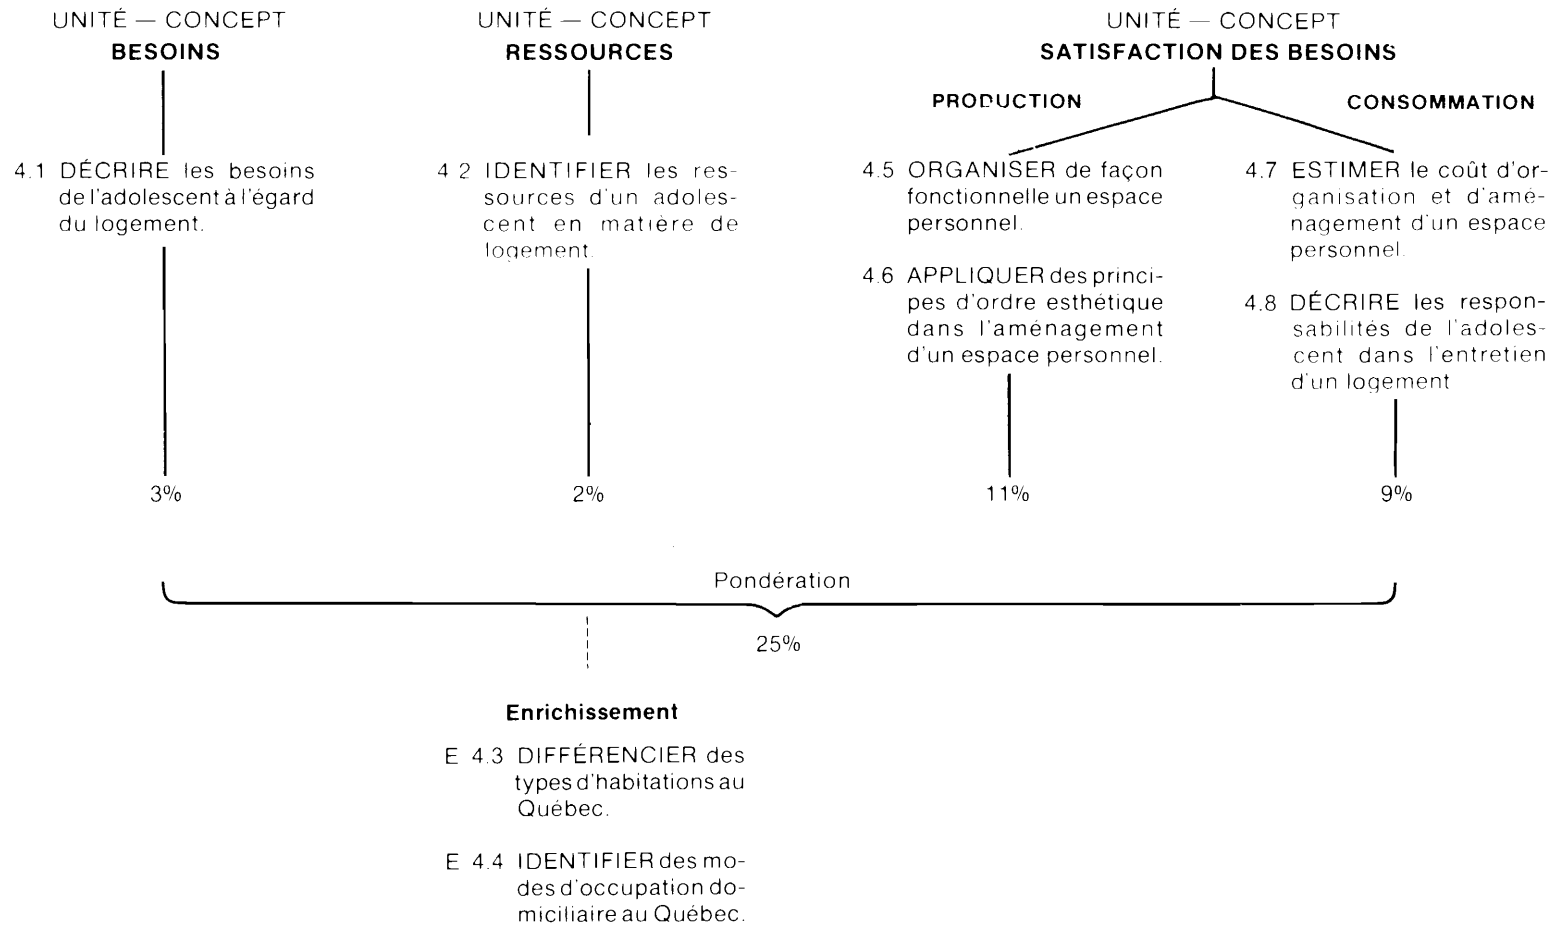 UNITÉ — CONCEPT
BESOINS
4.1 DÉCRIRE les besoins
de l'adolescent à l'égard
du logement.
3%
UNITÉ — CONCEPT
RESSOURCES
4 2 IDENTIFIER les res-
sources d'un adoles-
cent en matière de
logement.
2%
UNITÉ — CONCEPT
SATISFACTION DES BESOINS
PRODUCTION
4.5 ORGANISER de façon
fonctionnelle un espace
personnel.
4.6 APPLIQUER des princi-
pes d'ordre esthétique
dans l'aménagement
d'un espace personnel.
11%
CONSOMMATION
4.7 ESTIMER le coût d'or-
ganisation et d'amé-
nagement d'un espace
personnel.
4.8 DÉCRIRE les respon-
sabilités de l'adoles-
cent dans l'entretien
d'un logement
9%
Pondération
25%
Enrichissement
E 4.3 DIFFÉRENCIER des
types d'habitations au
Québec.
E 4.4 IDENTIFIER des mo-
des d'occupation do-
miciliaire au Québec.